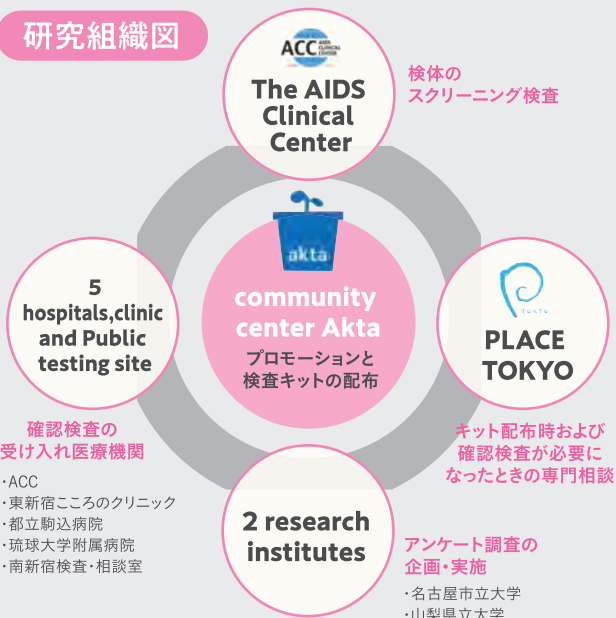 研究組織図
ACC AIDS CLINICAL CENTER
The AIDS
Clinical
Center
検体の
スクリーニング検査
akta
community
center Akta
プロモーションと
検査キットの配布
5
hospitals,clinic
and Public
testing site
確認検査の
受け入れ医療機関
・ACC
・東新宿こころのクリニック
・都立駒込病院
・琉球大学附属病院
・南新宿検査・相談室
TOKYO
PLACE
TOKYO
キット配布時および
確認検査が必要に
なったときの専門相談
2 research
institutes
アンケート調査の
企画・実施
・名古屋市立大学
・山梨県立大学